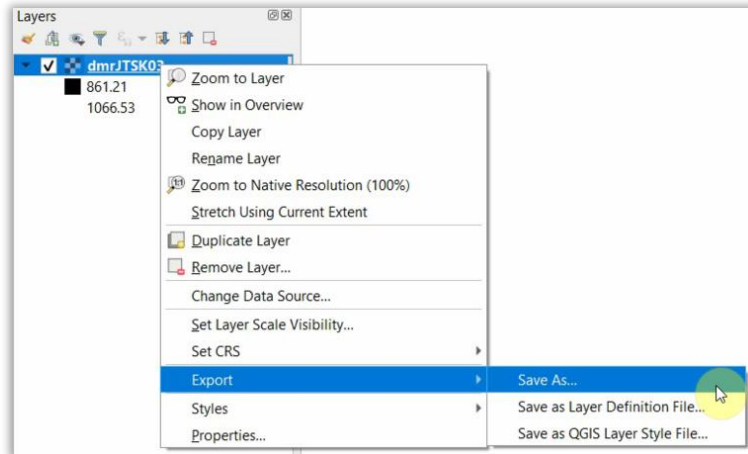 Layers
dmrJTSK03
861.21
1066.53
Zoom to Layer
Show in Overview
Copy Layer
Rename Layer
Zoom to Native Resolution (100%)
Stretch Using Current Extent
Duplicate Layer
Remove Layer...
Change Data Source...
Set Layer Scale Visibility...
Set CRS
Export
Save As...
Styles
Save as Layer Definition File...
Properties...
Save as QGIS Layer Style File...